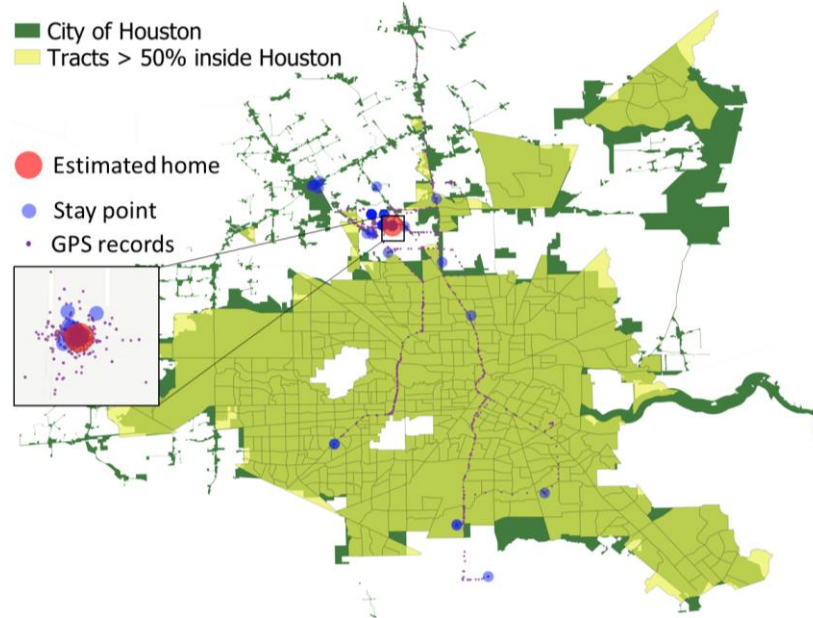 City of Houston
Tracts > 50% inside Houston
Estimated home
Stay point
GPS records